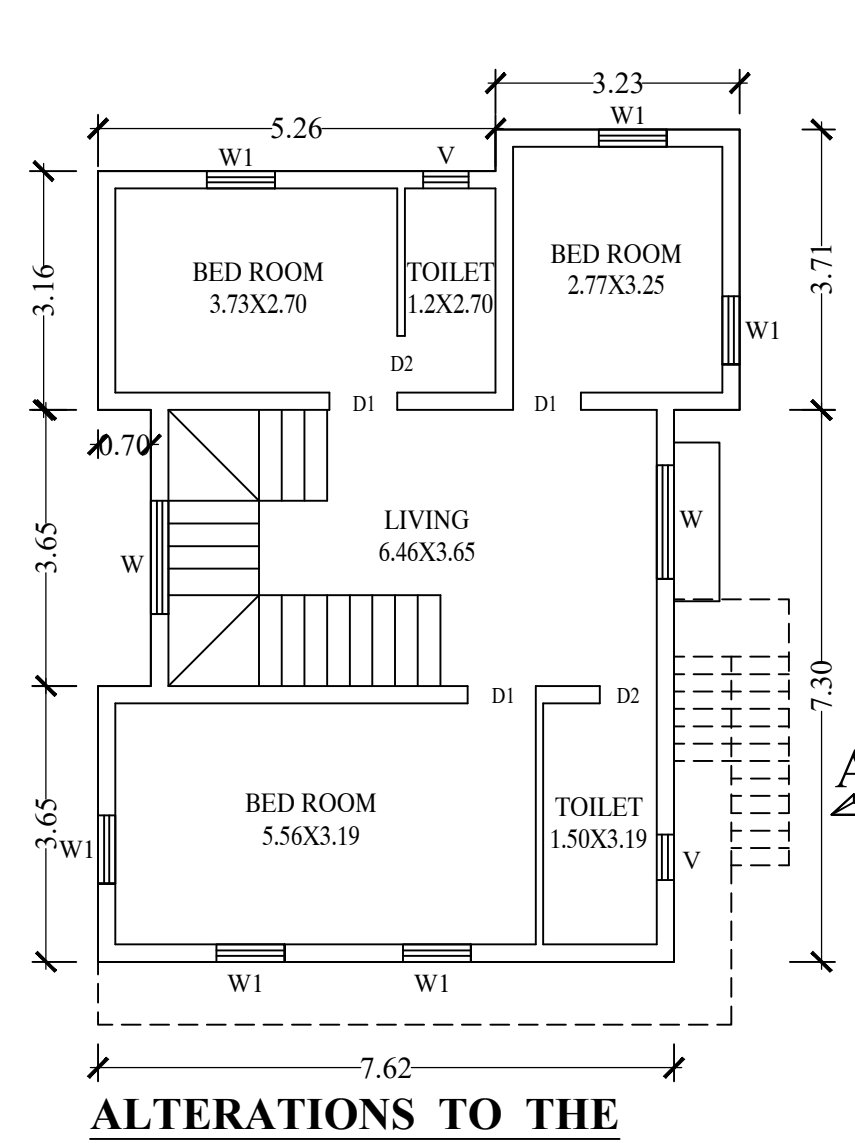 3.23
5.26
W1
W1
V
BED ROOM
3.73X2.70
TOILET
1.2X2.70
BED ROOM
2.77X3.25
3.16
3.71
W1
D2
D1
D1
0.70
LIVING
6.46X3.65
3.65
W
W
7.30
D1
D2
BED ROOM
5.56X3.19
TOILET
1.50X3.19
3.65
W1
V
A
W1
W1
7.62
ALTERATIONS TO THE